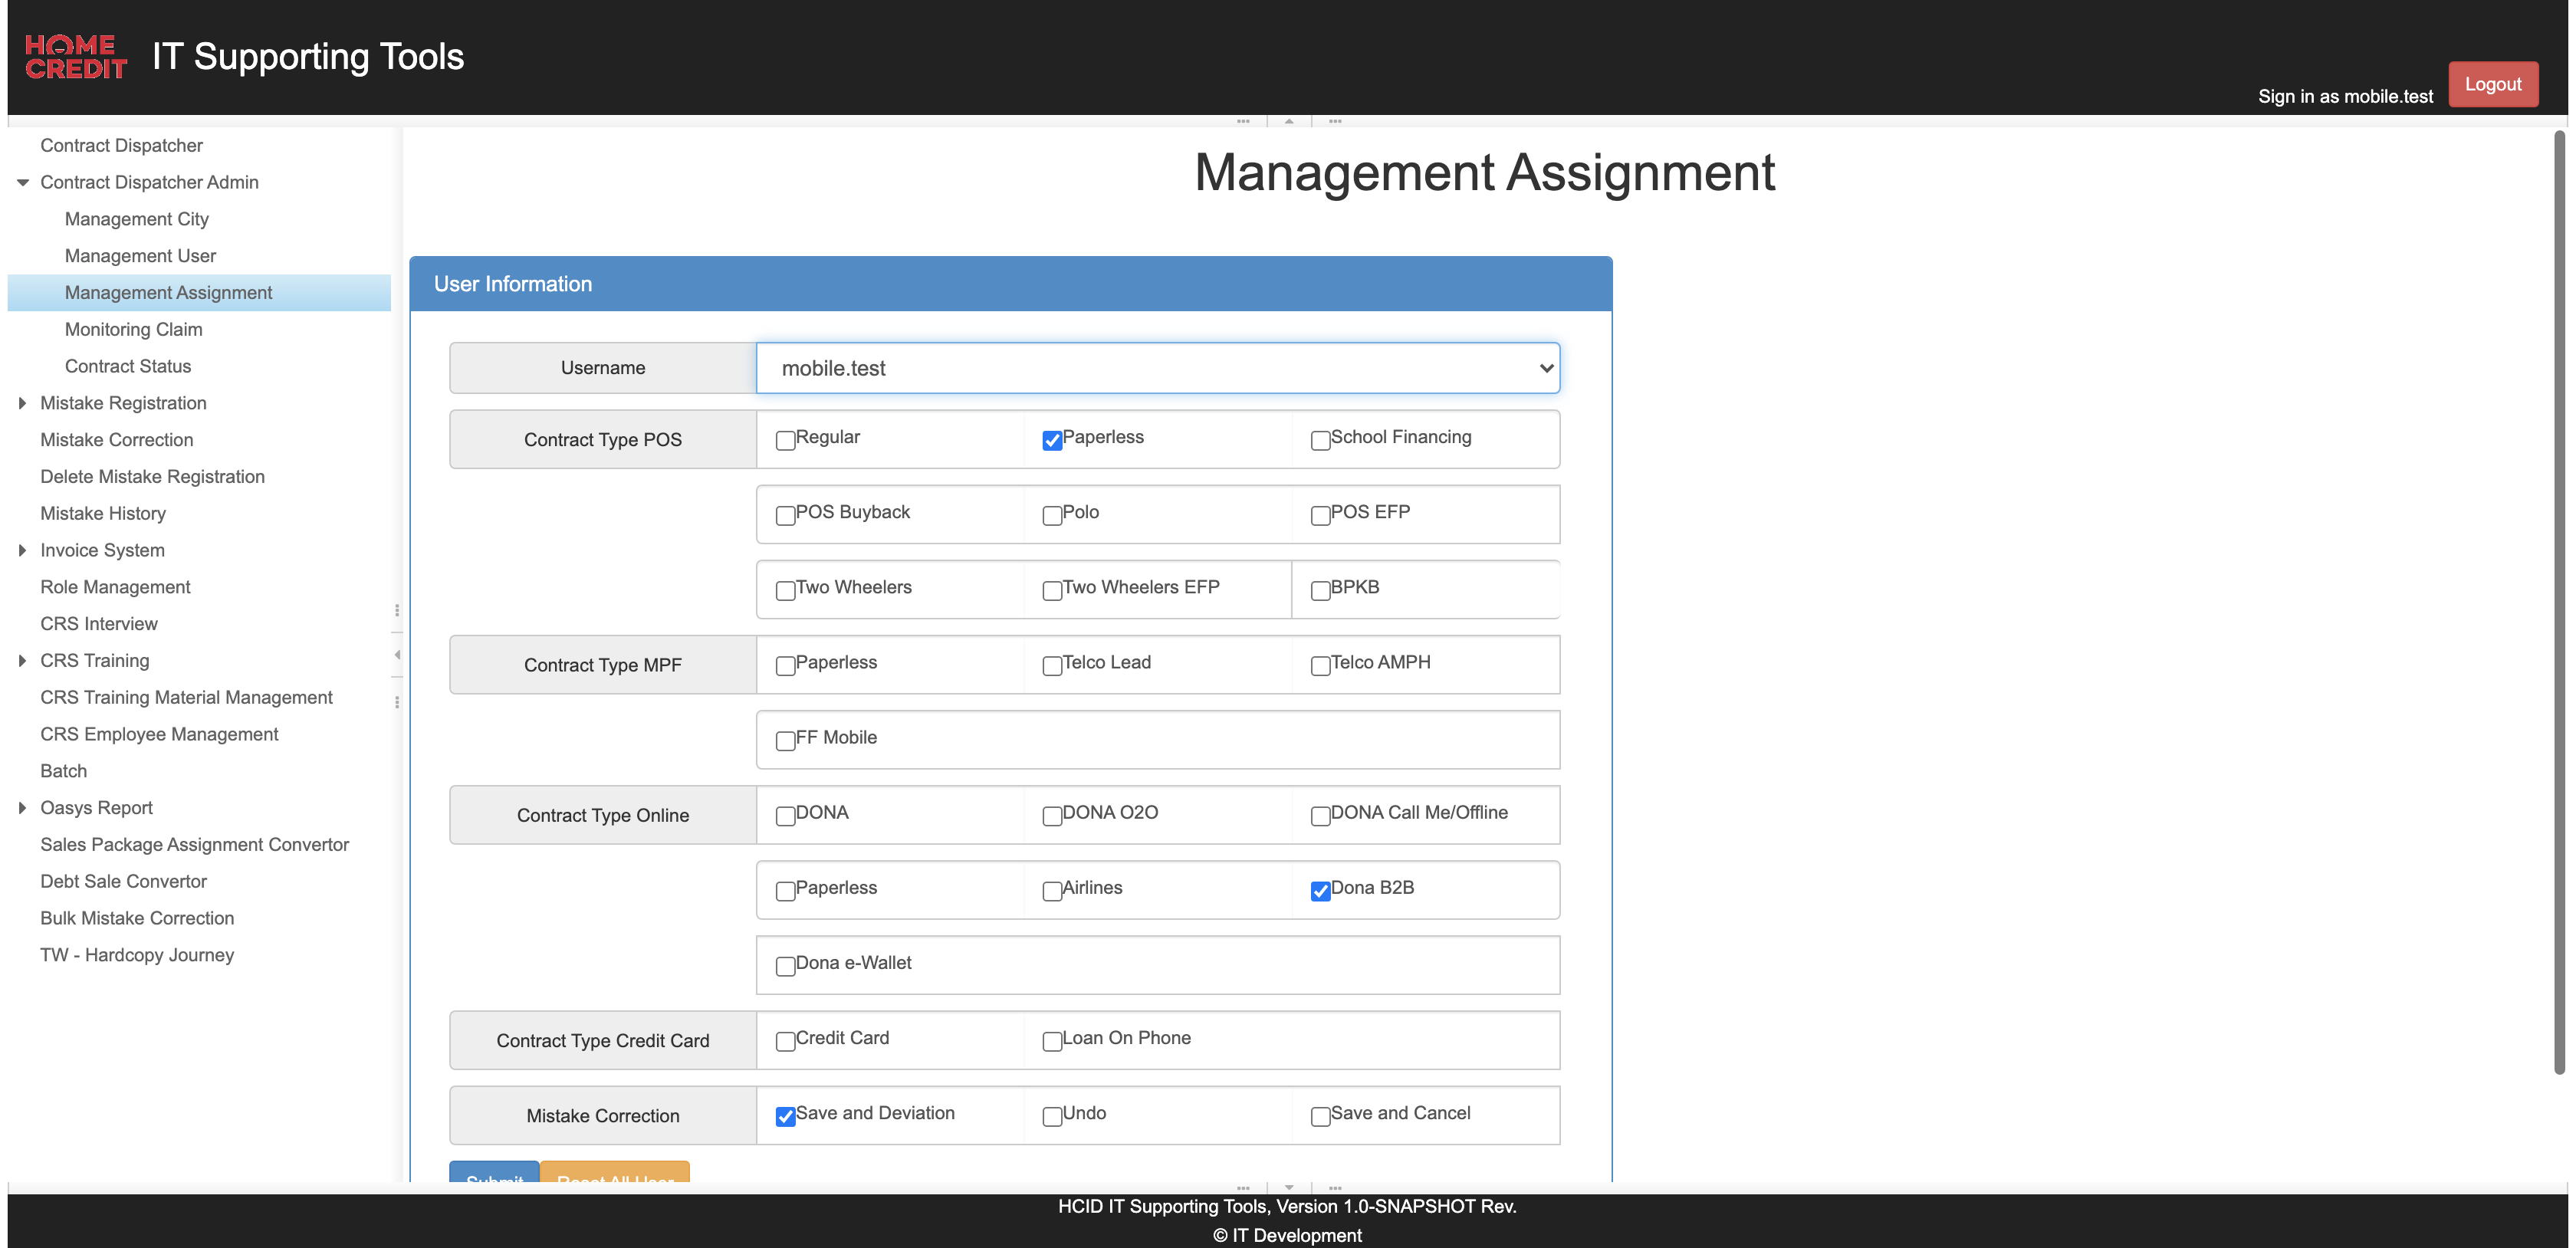 HOME
CREDIT
IT Supporting Tools
Sign in as mobile.test
Logout
Contract Dispatcher
Contract Dispatcher Admin
Management City
Management User
Management Assignment
Monitoring Claim
Contract Status
Mistake Registration
Mistake Correction
Delete Mistake Registration
Mistake History
Invoice System
Role Management
CRS Interview
CRS Training
CRS Training Material Management
CRS Employee Management
Batch
Oasys Report
Sales Package Assignment Convertor
Debt Sale Convertor
Bulk Mistake Correction
TW - Hardcopy Journey
Management Assignment
User Information
Username mobile.test
Contract Type POS Regular Paperless School Financing
POS Buyback Polo POS EFP
Two Wheelers Two Wheelers EFP BPKB
Contract Type MPF Paperless Telco Lead Telco AMPH
FF Mobile
Contract Type Online DONA DONA O2O DONA Call Me/Offline
Paperless Airlines Dona B2B
Dona e-Wallet
Contract Type Credit Card Credit Card Loan On Phone
Mistake Correction Save and Deviation Undo Save and Cancel
Submit Reset All User
HCID IT Supporting Tools, Version 1.0-SNAPSHOT Rev.
© IT Development